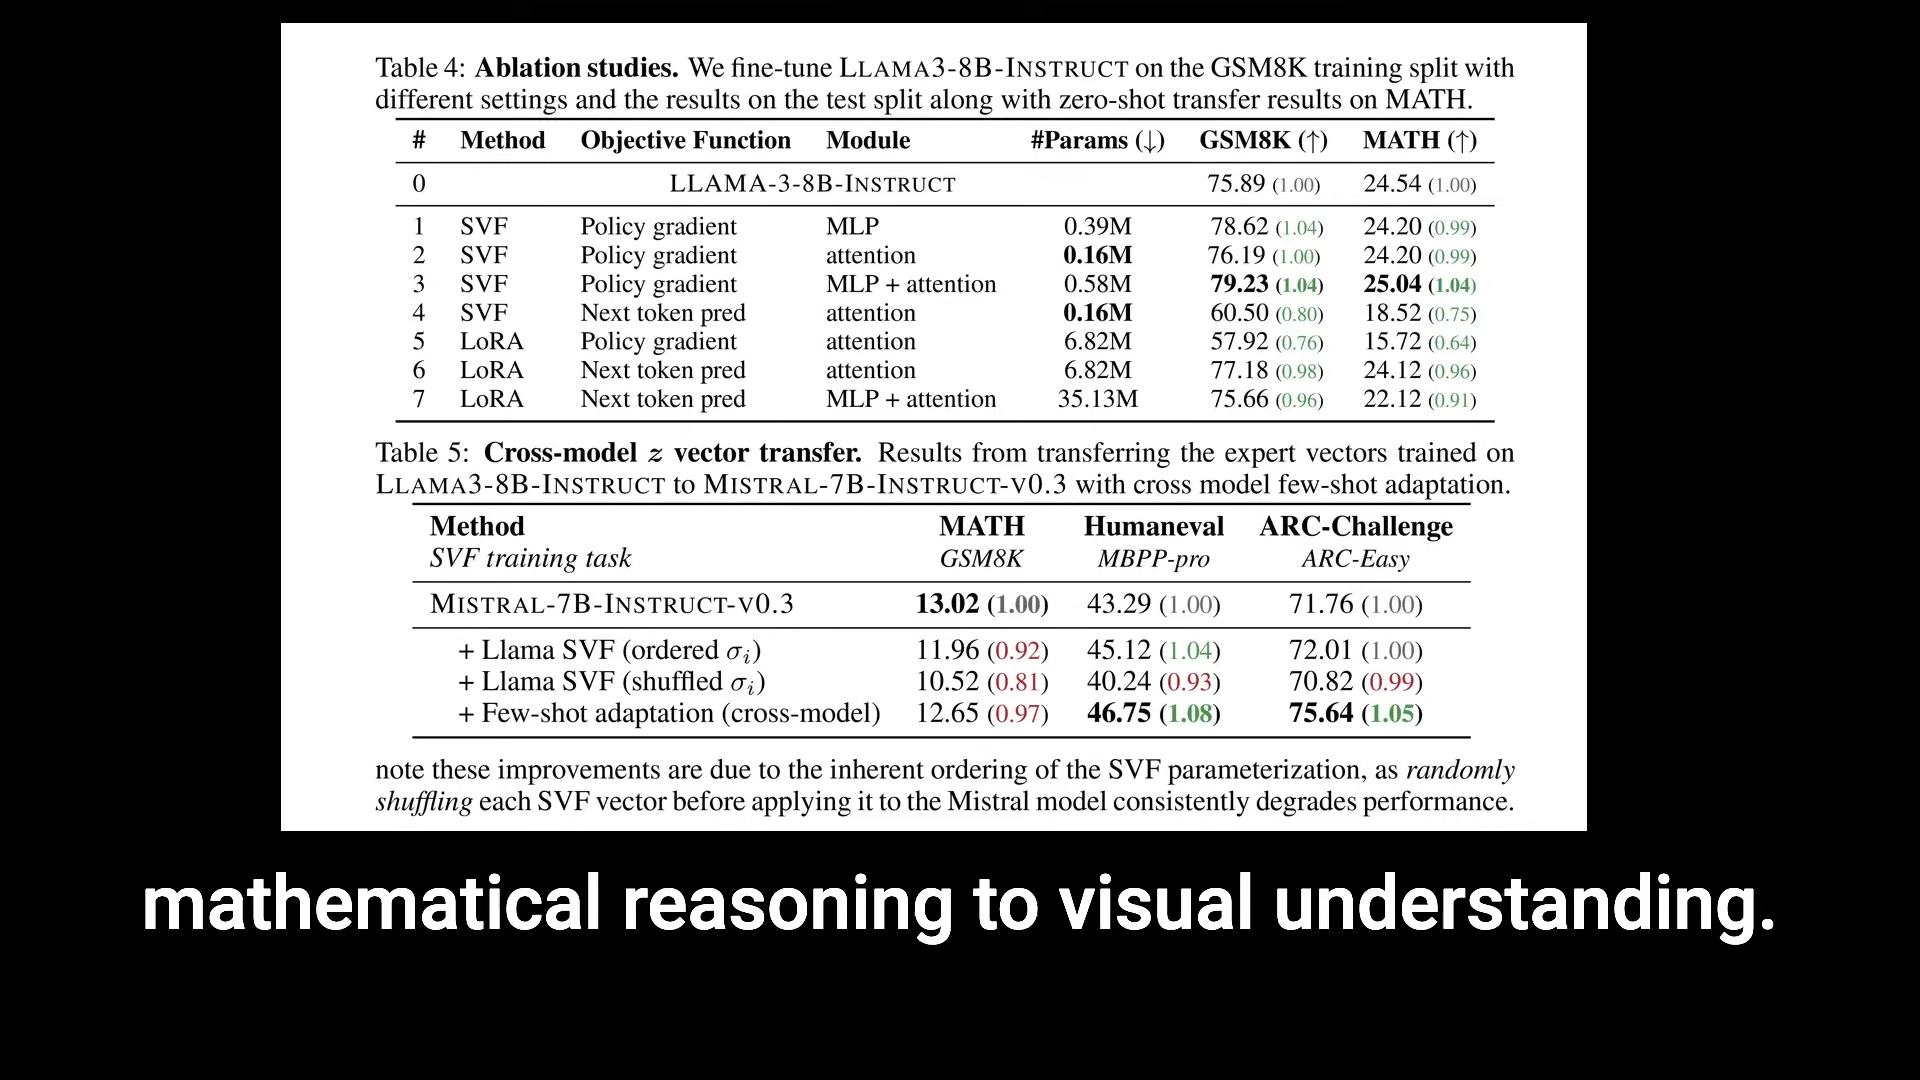 Table 4: Ablation studies. We fine-tune LLAMA3-8B-INSTRUCT on the GSM8K training split with
different settings and the results on the test split along with zero-shot transfer results on MATH.
# Method Objective Function Module #Params (↓) GSM8K (↑) MATH (↑)
0 LLAMA-3-8B-INSTRUCT 75.89 (1.00) 24.54 (1.00)
1 SVF Policy gradient MLP 0.39M 78.62 (1.04) 24.20 (0.99)
2 SVF Policy gradient attention 0.16M 76.19 (1.00) 24.20 (0.99)
3 SVF Policy gradient MLP + attention 0.58M 79.23 (1.04) 25.04 (1.04)
4 SVF Next token pred attention 0.16M 60.50 (0.80) 18.52 (0.75)
5 LoRA Policy gradient attention 6.82M 57.92 (0.76) 15.72 (0.64)
6 LoRA Next token pred attention 6.82M 77.18 (0.98) 24.12 (0.96)
7 LoRA Next token pred MLP + attention 35.13M 75.66 (0.96) 22.12 (0.91)
Table 5: Cross-model z vector transfer. Results from transferring the expert vectors trained on
LLAMA3-8B-INSTRUCT to MISTRAL-7B-INSTRUCT-V0.3 with cross model few-shot adaptation.
Method MATH Humaneval ARC-Challenge
SVF training task GSM8K MBPP-pro ARC-Easy
MISTRAL-7B-INSTRUCT-V0.3 13.02 (1.00) 43.29 (1.00) 71.76 (1.00)
+ Llama SVF (ordered σi) 11.96 (0.92) 45.12 (1.04) 72.01 (1.00)
+ Llama SVF (shuffled σi) 10.52 (0.81) 40.24 (0.93) 70.82 (0.99)
+ Few-shot adaptation (cross-model) 12.65 (0.97) 46.75 (1.08) 75.64 (1.05)
note these improvements are due to the inherent ordering of the SVF parameterization, as randomly
shuffling each SVF vector before applying it to the Mistral model consistently degrades performance.
mathematical reasoning to visual understanding.